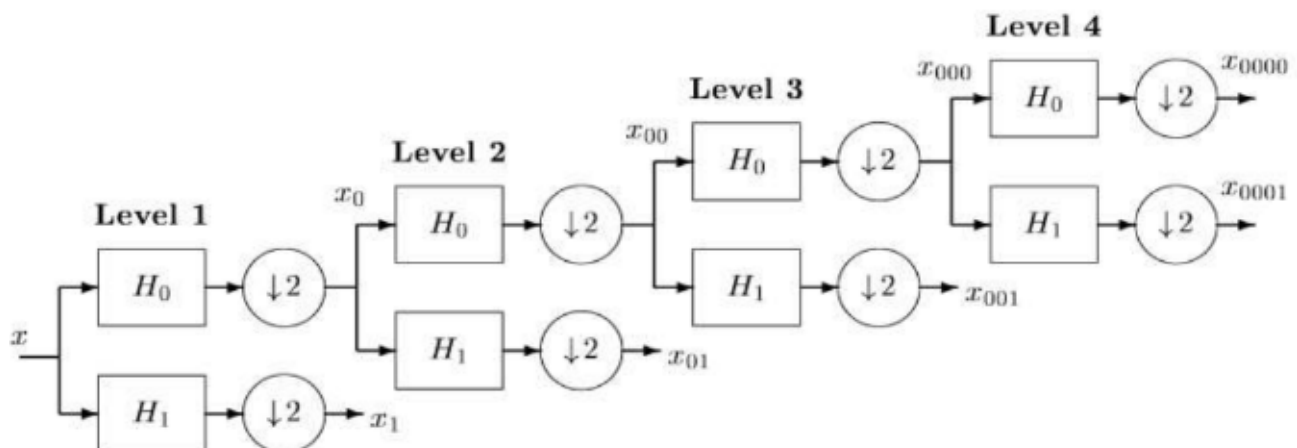 Level 4
x₀₀₀ H₀ ↓2 x₀₀₀₀
Level 3
x₀₀ H₀ ↓2
H₁ ↓2 x₀₀₀₁
Level 2
x₀ H₀ ↓2
H₁ ↓2 x₀₀₁
Level 1
H₀ ↓2
x
H₁ ↓2 x₀₁
H₁ ↓2 x₁